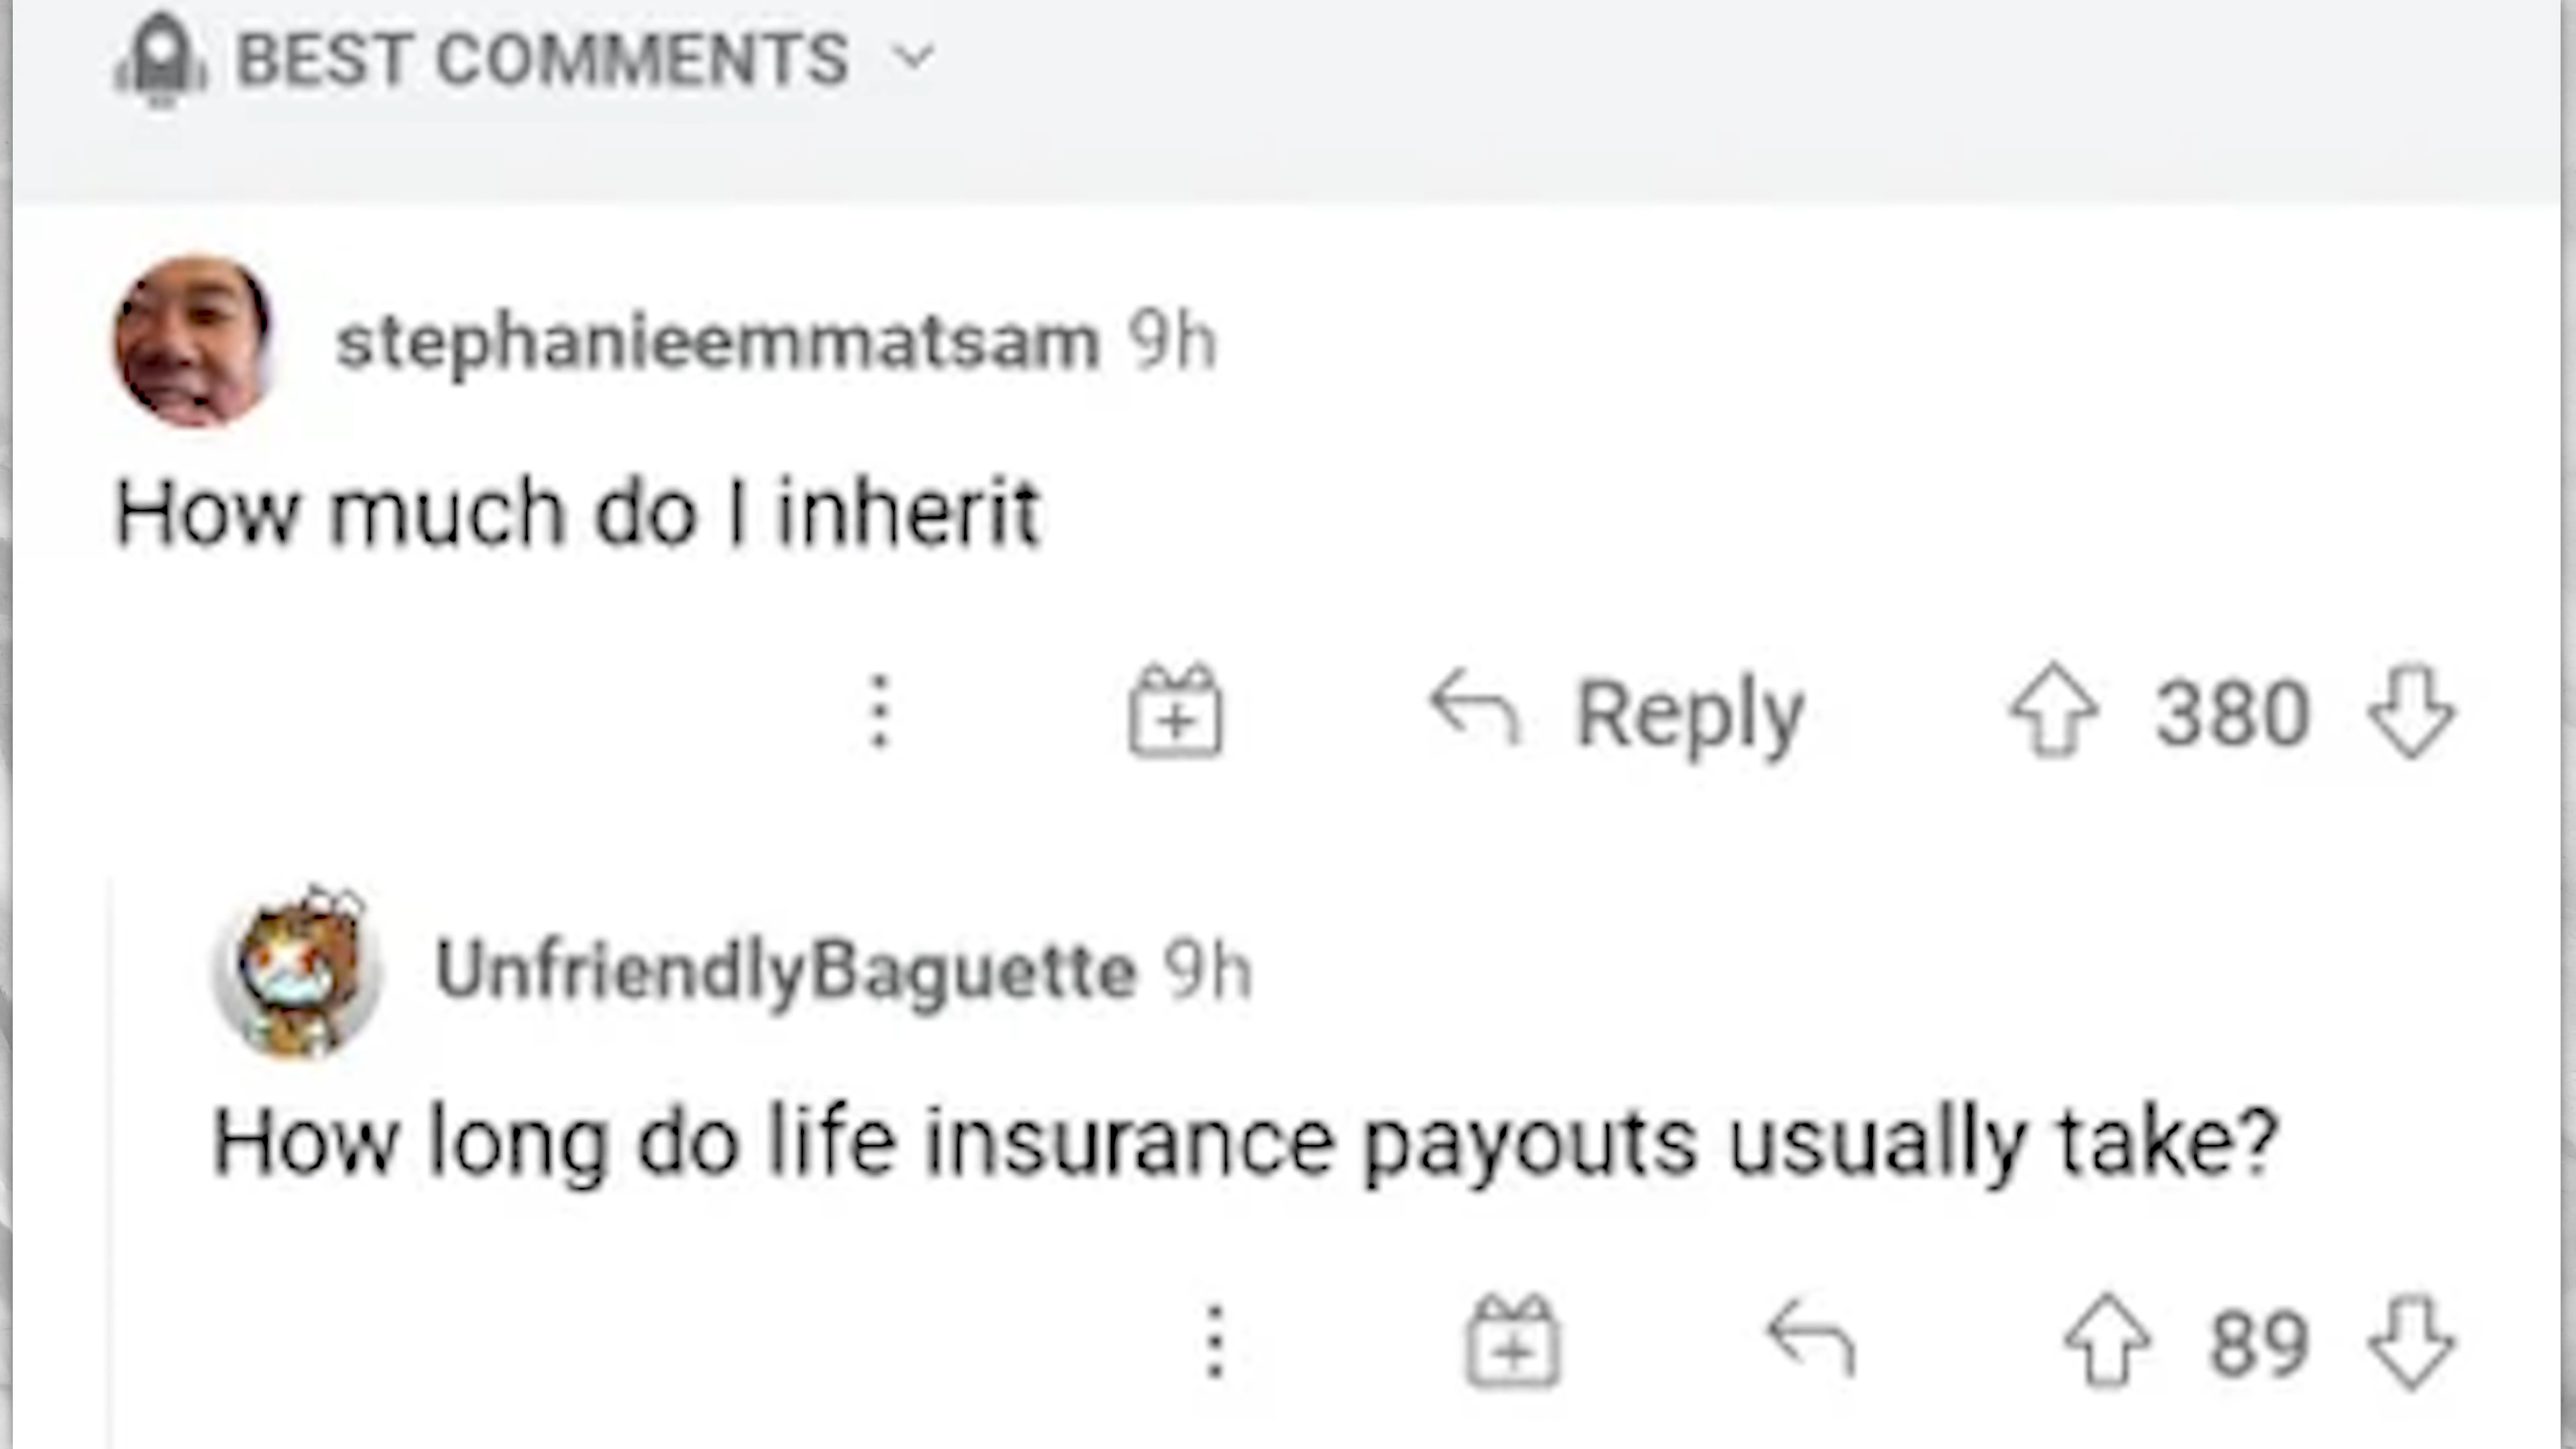 BEST COMMENTS
stephanieemmatsam 9h
How much do I inherit
Reply 380
UnfriendlyBaguette 9h
How long do life insurance payouts usually take?
89